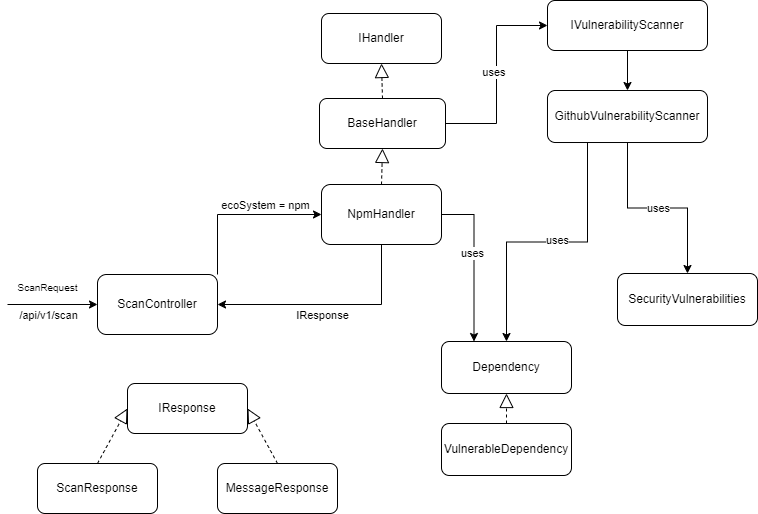 IHandler
IVulnerabilityScanner
uses
BaseHandler
GithubVulnerabilityScanner
ecoSystem = npm
NpmHandler
uses
uses
uses
ScanRequest
/api/v1/scan
ScanController
IResponse
SecurityVulnerabilities
Dependency
IResponse
VulnerableDependency
ScanResponse
MessageResponse